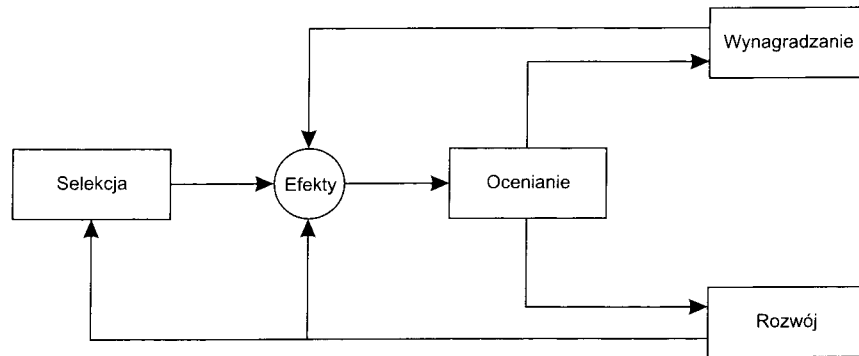 Wynagradzanie
Selekcja
Efekty
Ocenianie
Rozwój